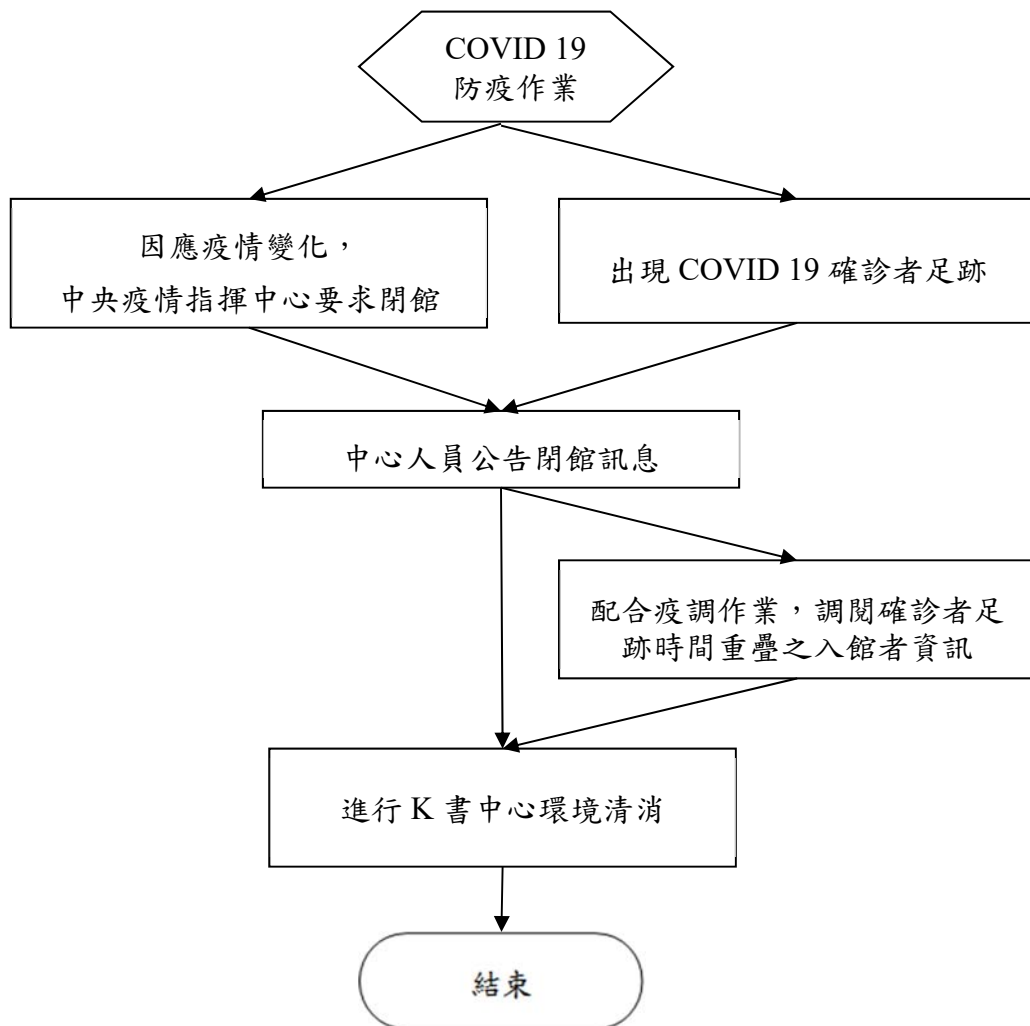 COVID 19
防疫作業
因應疫情變化，
中央疫情指揮中心要求閉館
出現 COVID 19 確診者足跡
中心人員公告閉館訊息
配合疫調作業，調閱確診者足
跡時間重疊之入館者資訊
進行 K 書中心環境清消
結束